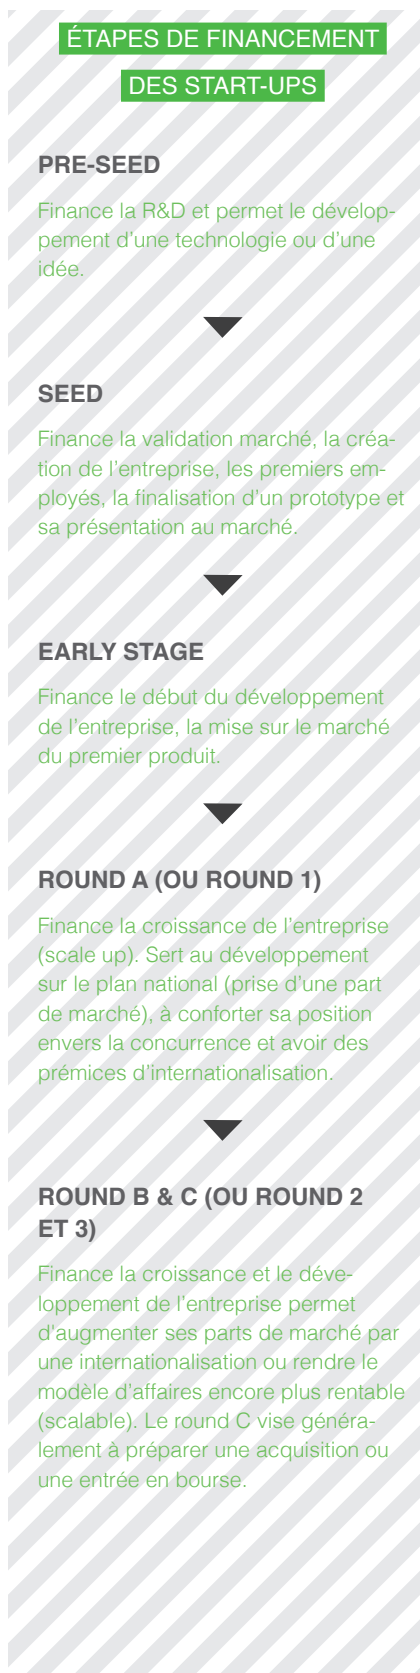 ÉTAPES DE FINANCEMENT
DES START-UPS
PRE-SEED
Finance la R&D et permet le dévelop-
pement d'une technologie ou d'une
idée.
SEED
Finance la validation marché, la créa-
tion de l'entreprise, les premiers em-
ployés, la finalisation d'un prototype et
sa présentation au marché.
EARLY STAGE
Finance le début du développement
de l'entreprise, la mise sur le marché
du premier produit.
ROUND A (OU ROUND 1)
Finance la croissance de l'entreprise
(scale up). Sert au développement
sur le plan national (prise d'une part
de marché), à conforter sa position
envers la concurrence et avoir des
prémices d'internationalisation.
ROUND B & C (OU ROUND 2
ET 3)
Finance la croissance et le déve-
loppement de l'entreprise permet
d'augmenter ses parts de marché par
une internationalisation ou rendre le
modèle d'affaires encore plus rentable
(scalable). Le round C vise généra-
lement à préparer une acquisition ou
une entrée en bourse.